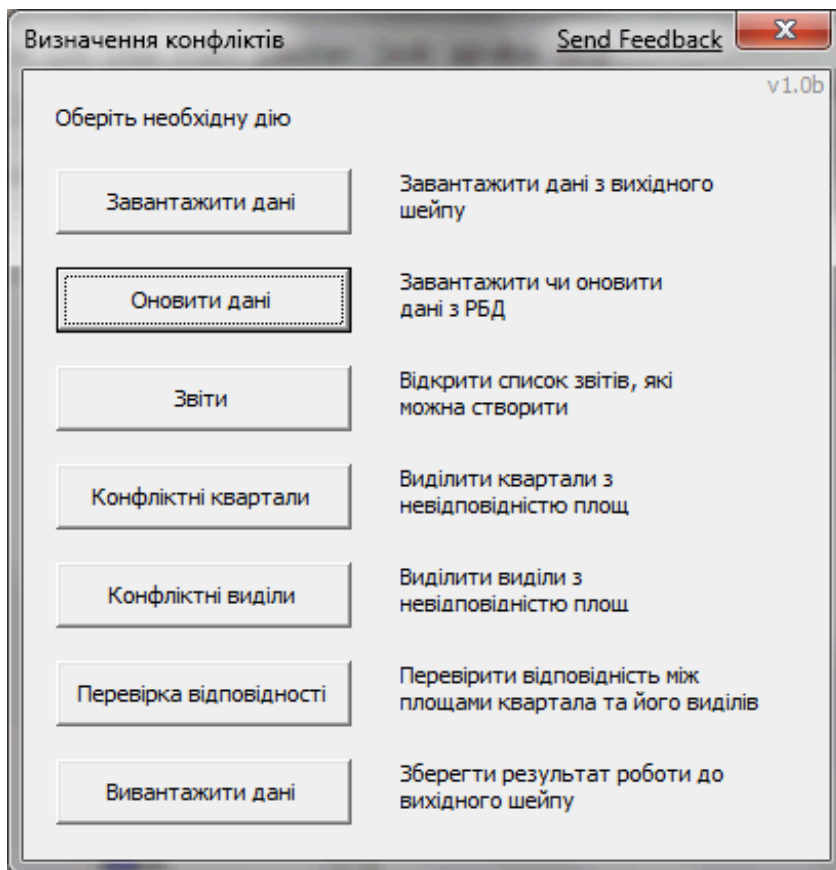 Визначення конфліктів Send Feedback
v1.0b
Оберіть необхідну дію
Завантажити дані
Завантажити дані з вихідного
шейпу
Оновити дані
Завантажити чи оновити
дані з РБД
Звіти
Відкрити список звітів, які
можна створити
Конфліктні квартали
Виділити квартали з
невідповідністю площ
Конфліктні виділи
Виділити виділи з
невідповідністю площ
Перевірка відповідності
Перевірити відповідність між
площами квартала та його виділів
Вивантажити дані
Зберегти результат роботи до
вихідного шейпу